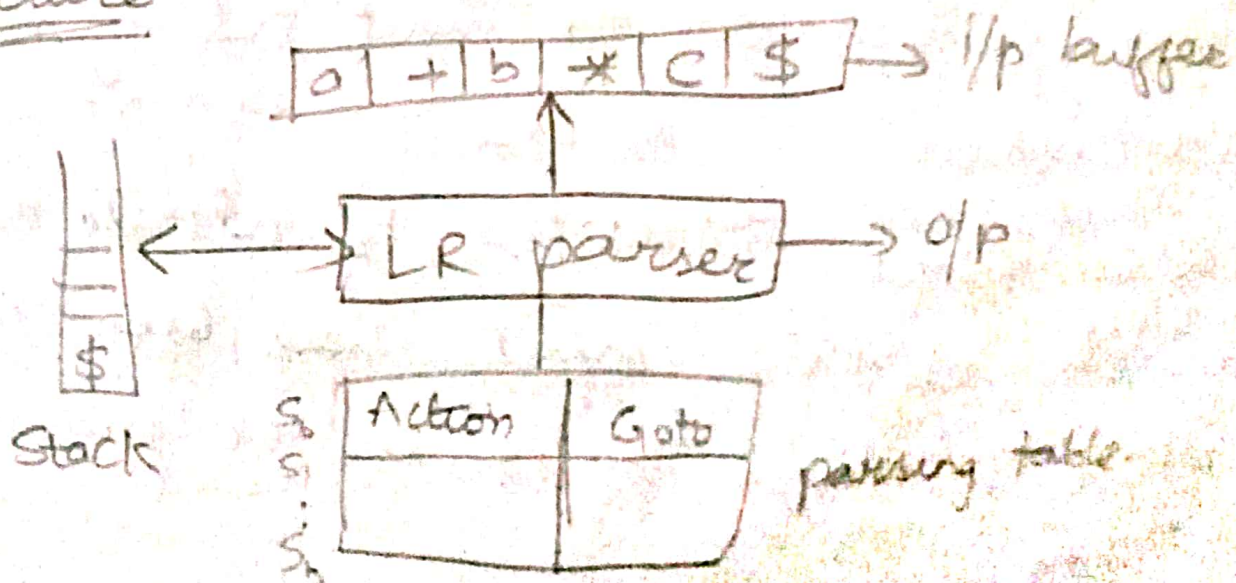 a + b * c $ → i/p buffer
LR parser → o/p
$
Stack
S₀ Action Goto
S₁
⋮
Sₙ
parsing table